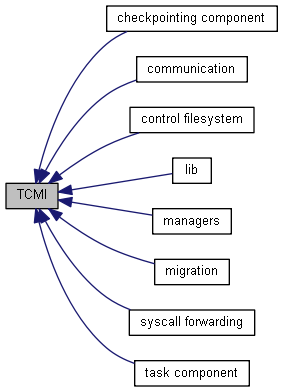 checkpointing component
communication
control filesystem
lib
TCMI
managers
migration
syscall forwarding
task component